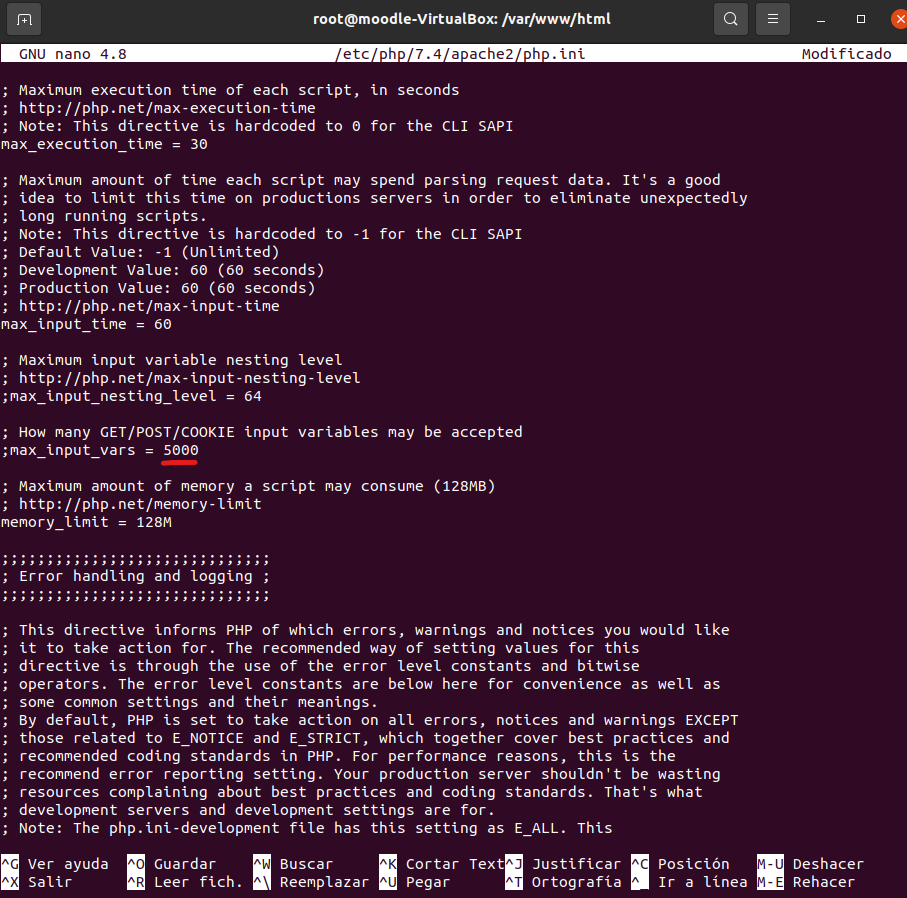 root@moodle-VirtualBox: /var/www/html
GNU nano 4.8 /etc/php/7.4/apache2/php.ini Modificado
; Maximum execution time of each script, in seconds
; http://php.net/max-execution-time
; Note: This directive is hardcoded to 0 for the CLI SAPI
max_execution_time = 30
; Maximum amount of time each script may spend parsing request data. It's a good
; idea to limit this time on productions servers in order to eliminate unexpectedly
; long running scripts.
; Note: This directive is hardcoded to -1 for the CLI SAPI
; Default Value: -1 (Unlimited)
; Development Value: 60 (60 seconds)
; Production Value: 60 (60 seconds)
; http://php.net/max-input-time
max_input_time = 60
; Maximum input variable nesting level
; http://php.net/max-input-nesting-level
;max_input_nesting_level = 64
; How many GET/POST/COOKIE input variables may be accepted
;max_input_vars = 5000
; Maximum amount of memory a script may consume (128MB)
; http://php.net/memory-limit
memory_limit = 128M
;;;;;;;;;;;;;;;;;;;;;;;;;;;;;;
; Error handling and logging ;
;;;;;;;;;;;;;;;;;;;;;;;;;;;;;;
; This directive informs PHP of which errors, warnings and notices you would like
; it to take action for. The recommended way of setting values for this
; directive is through the use of the error level constants and bitwise
; operators. The error level constants are below here for convenience as well as
; some common settings and their meanings.
; By default, PHP is set to take action on all errors, notices and warnings EXCEPT
; those related to E_NOTICE and E_STRICT, which together cover best practices and
; recommended coding standards in PHP. For performance reasons, this is the
; recommend error reporting setting. Your production server shouldn't be wasting
; resources complaining about best practices and coding standards. That's what
; development servers and development settings are for.
; Note: The php.ini-development file has this setting as E_ALL. This
^G Ver ayuda ^O Guardar ^W Buscar ^K Cortar Text^J Justificar ^C Posición M-U Deshacer
^X Salir ^R Leer fich. ^\ Reemplazar ^U Pegar ^T Ortografía ^_ Ir a línea M-E Rehacer